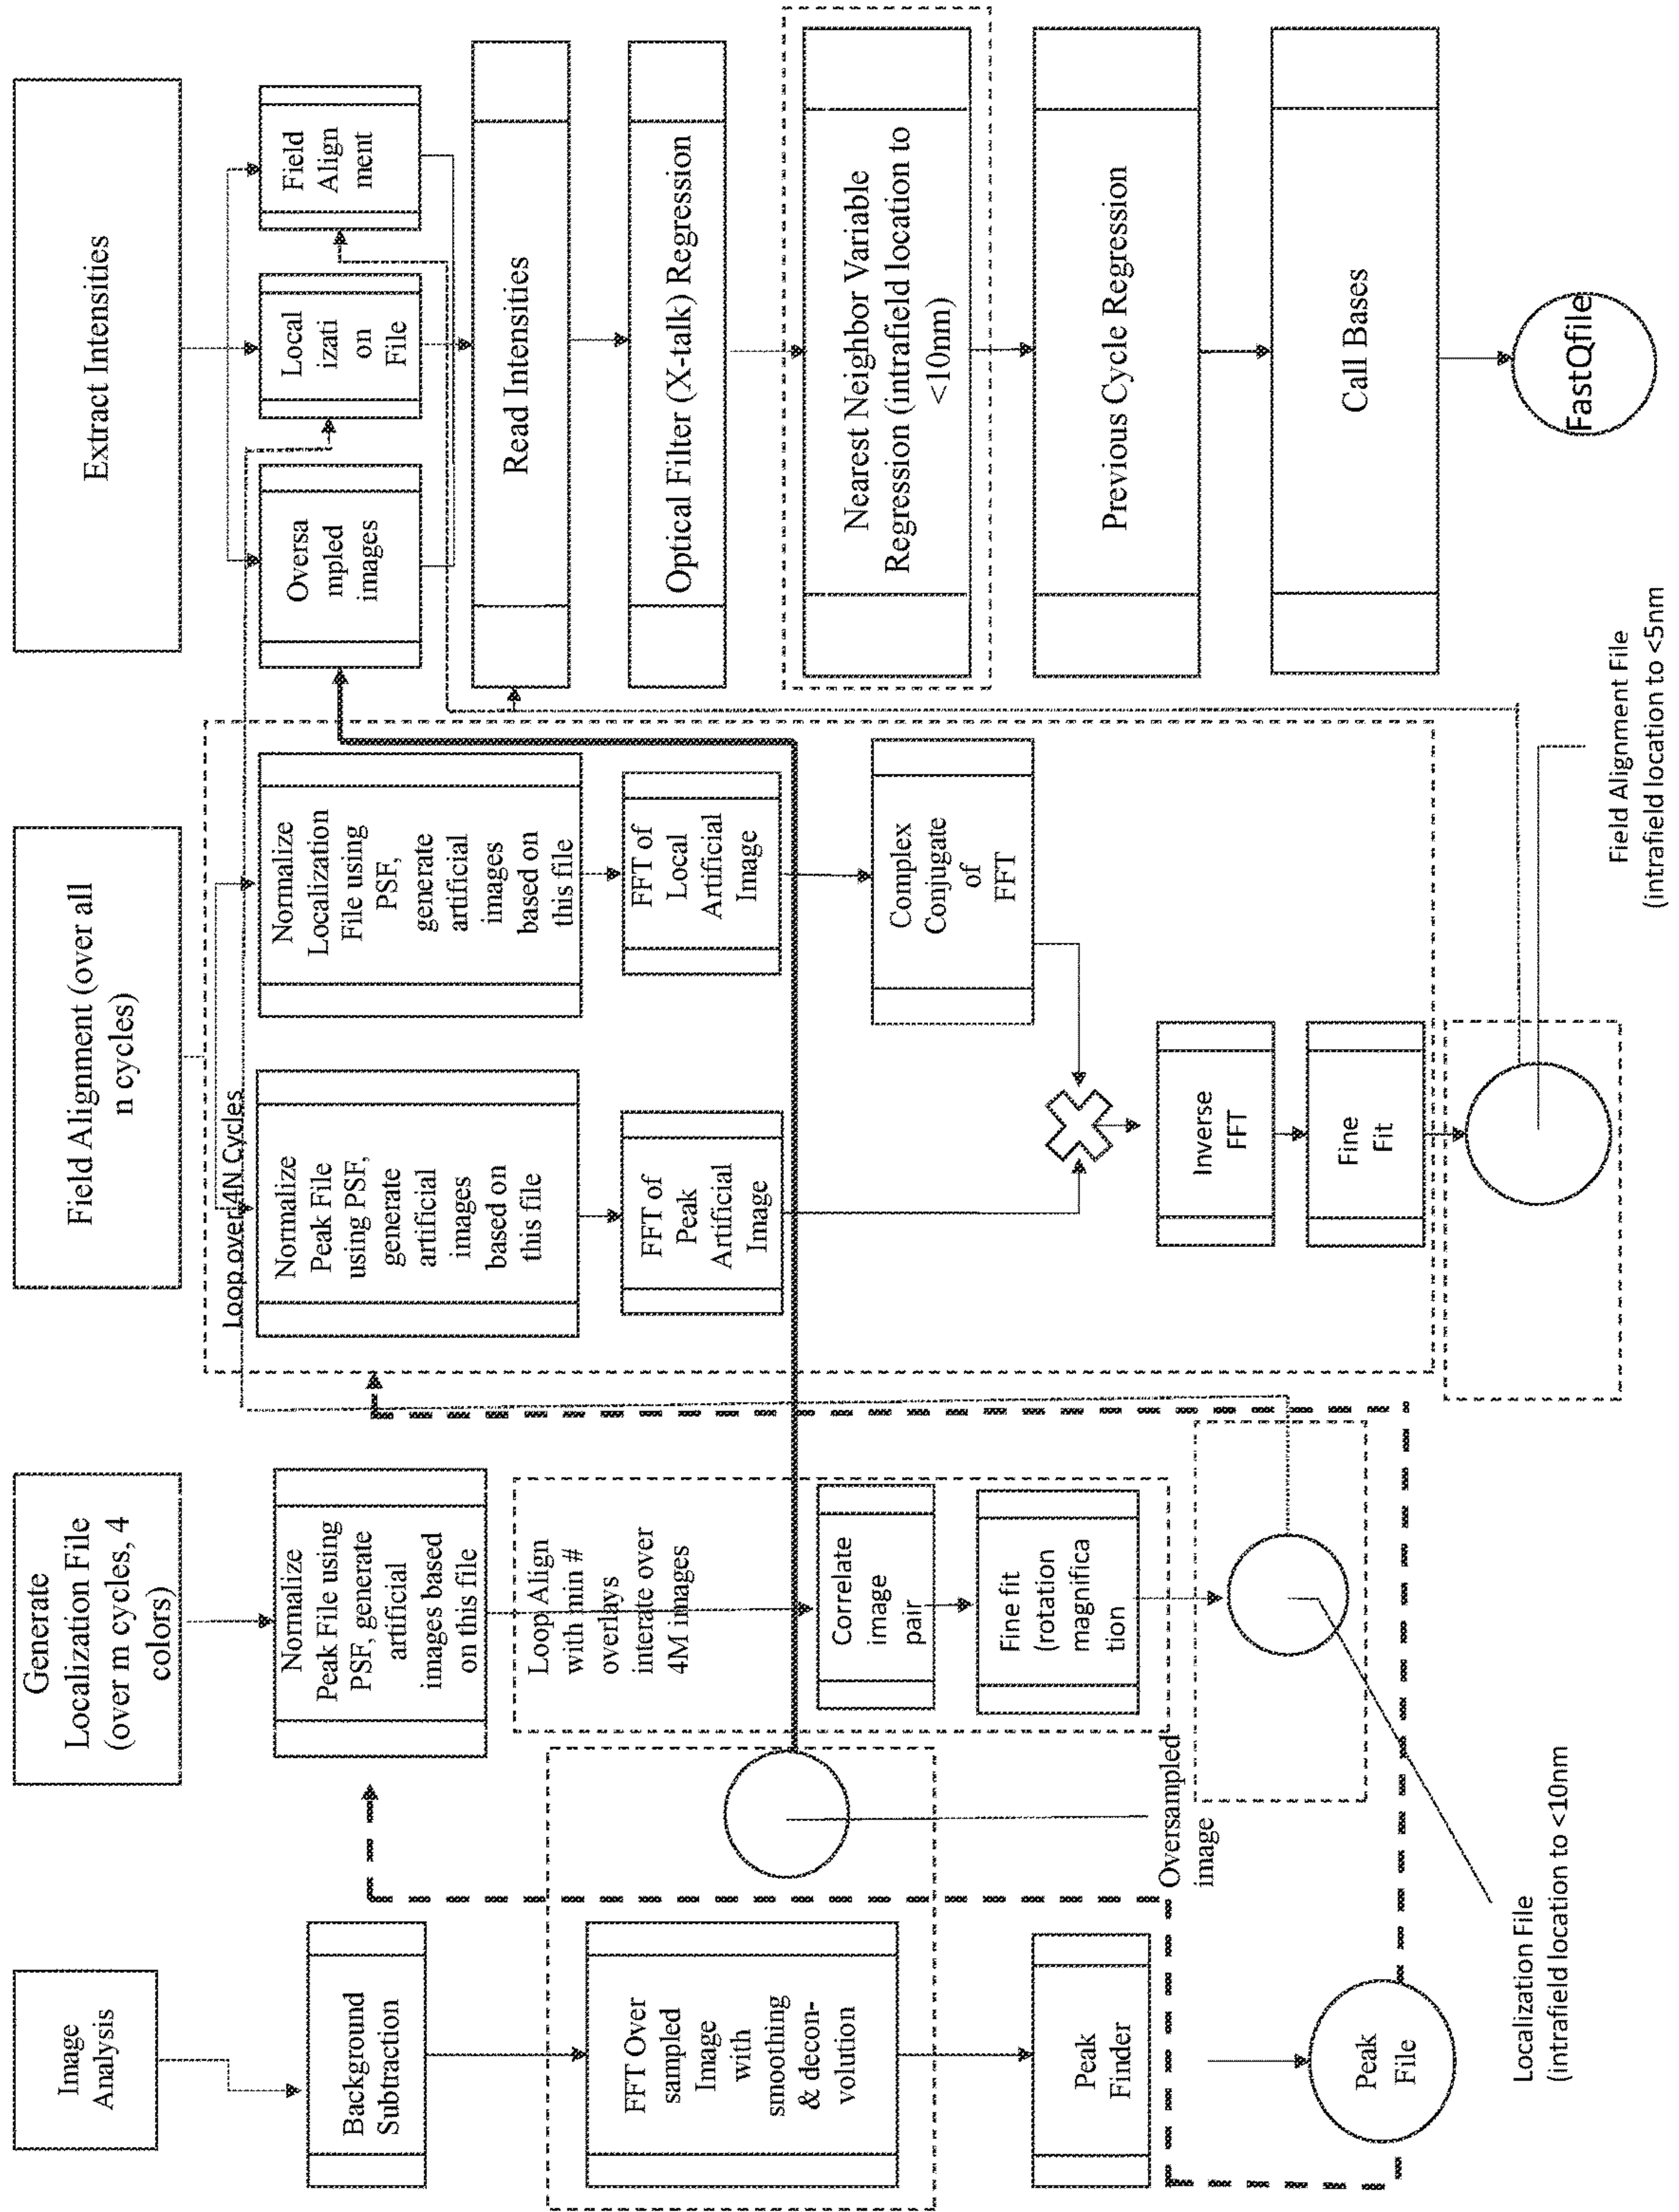 Image
Analysis
Background
Subtraction
FFT Over
sampled
Image
with
smoothing
& decon-
volution
Peak
Finder
Peak
File
Oversampled
image
Generate
Localization File
(over m cycles, 4
colors)
Normalize
Peak File using
PSF, generate
artificial
images based
on this file
Loop Align
with min #
overlays
interate over
4M images
Correlate
image
pair
Fine fit
(rotation
magnifica
tion
Localization File
(intrafield location to <10nm
Field Alignment (over all
n cycles)
Loop over 4N Cycles
Normalize
Peak File
using PSF,
generate
artificial
images
based on
this file
FFT of
Peak
Artificial
Image
Normalize
Localization
File using
PSF,
generate
artificial
images
based on
this file
FFT of
Local
Artificial
Image
Complex
Conjugate
of
FFT
Inverse
FFT
Fine
Fit
Field Alignment File
(intrafield location to <5nm
Extract Intensities
Oversa
mpled
images
Local
izati
on
File
Field
Align
ment
Read Intensities
Optical Filter (X-talk) Regression
Nearest Neighbor Variable
Regression (intrafield location to
<10nm)
Previous Cycle Regression
Call Bases
FastQfile